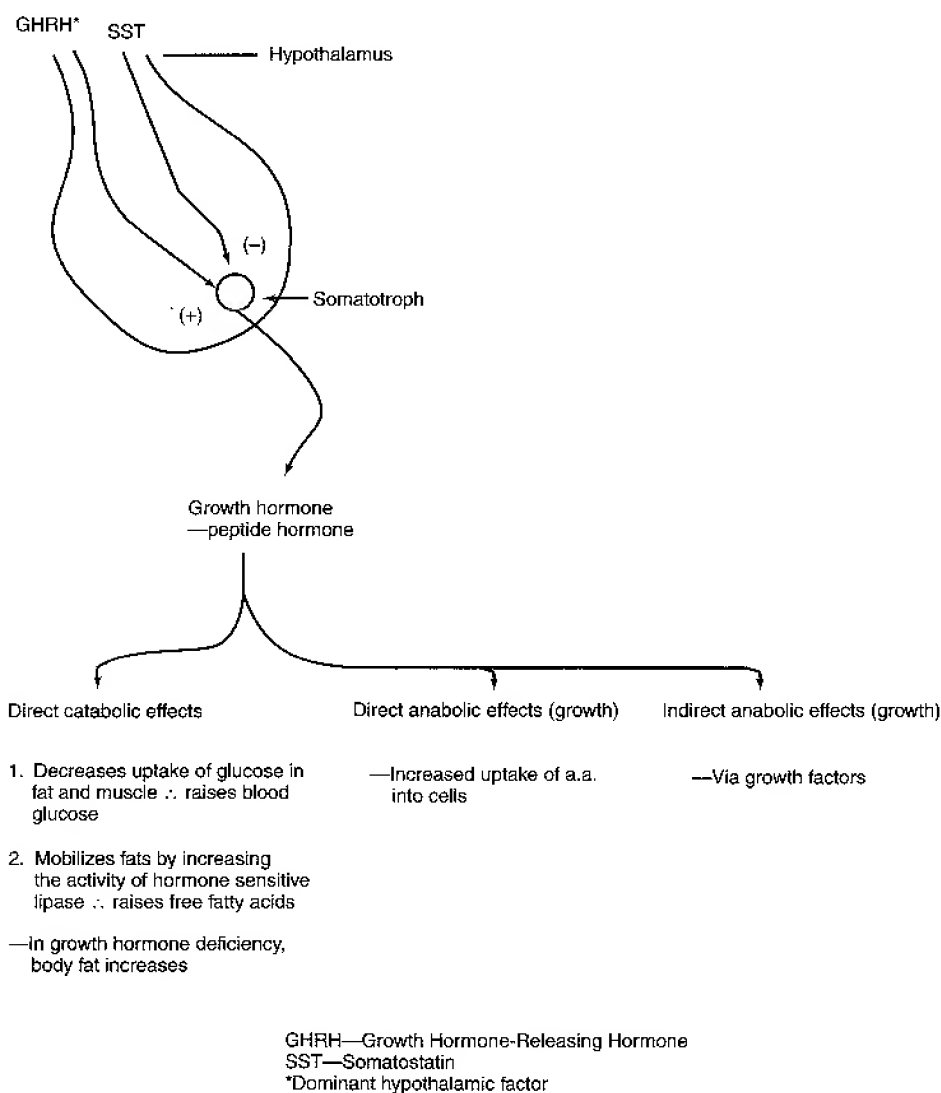 GHRH*
SST
Hypothalamus
(–)
Somatotroph
(+)
Growth hormone
—peptide hormone
Direct catabolic effects
1. Decreases uptake of glucose in
fat and muscle ∴ raises blood
glucose
2. Mobilizes fats by increasing
the activity of hormone sensitive
lipase ∴ raises free fatty acids
—In growth hormone deficiency,
body fat increases
Direct anabolic effects (growth)
—Increased uptake of a.a.
into cells
Indirect anabolic effects (growth)
—Via growth factors
GHRH—Growth Hormone-Releasing Hormone
SST—Somatostatin
*Dominant hypothalamic factor